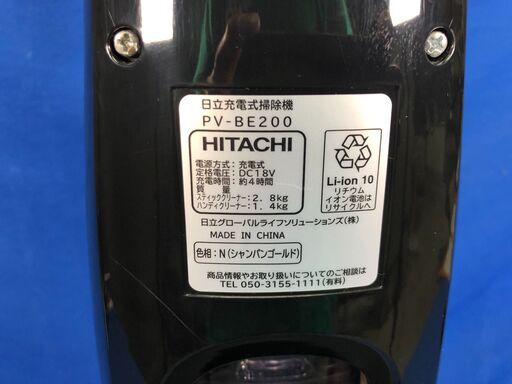 日立充電式掃除機
PV-BE200
HITACHI
電源方式：充電式
定格電圧：DC18V
充電時間：約4時間
質　　量
スティッククリーナー：2.8kg
ハンディクリーナー：1.4kg
Li-ion 10
リチウム
イオン電池は
リサイクルへ
日立グローバルライフソリューションズ(株)
MADE IN CHINA
色相：N(シャンパンゴールド)
商品情報やお取り扱いについてのご相談は
TEL 050-3155-1111(有料)